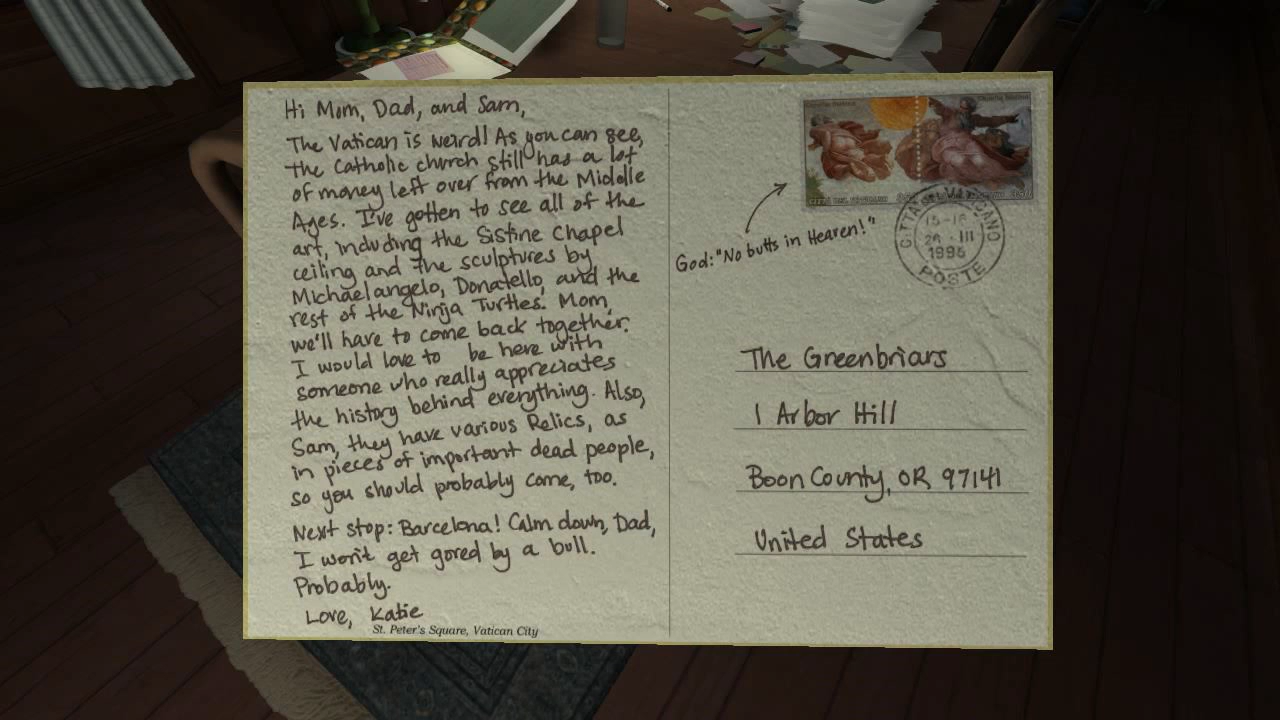 Hi Mom, Dad, and Sam,
The Vatican is weird! As you can see,
the Catholic church still has a lot
of money left over from the Middle
Ages. I've gotten to see all of the
art, including the Sistine Chapel
ceiling and the sculptures by
Michaelangelo, Donatello, and the
rest of the Ninja Turtles. Mom,
we'll have to come back together.
I would love to be here with
someone who really appreciates
the history behind everything. Also,
Sam, they have various Relics, as
in pieces of important dead people,
so you should probably come, too.
Next stop: Barcelona! Calm down, Dad,
I won't get gored by a bull.
Probably.
Love, Katie
St. Peter's Square, Vatican City
God: "No butts in Heaven!"
15-16
26 III
1995
POSTE
The Greenbriars
1 Arbor Hill
Boon County, OR 97141
United States